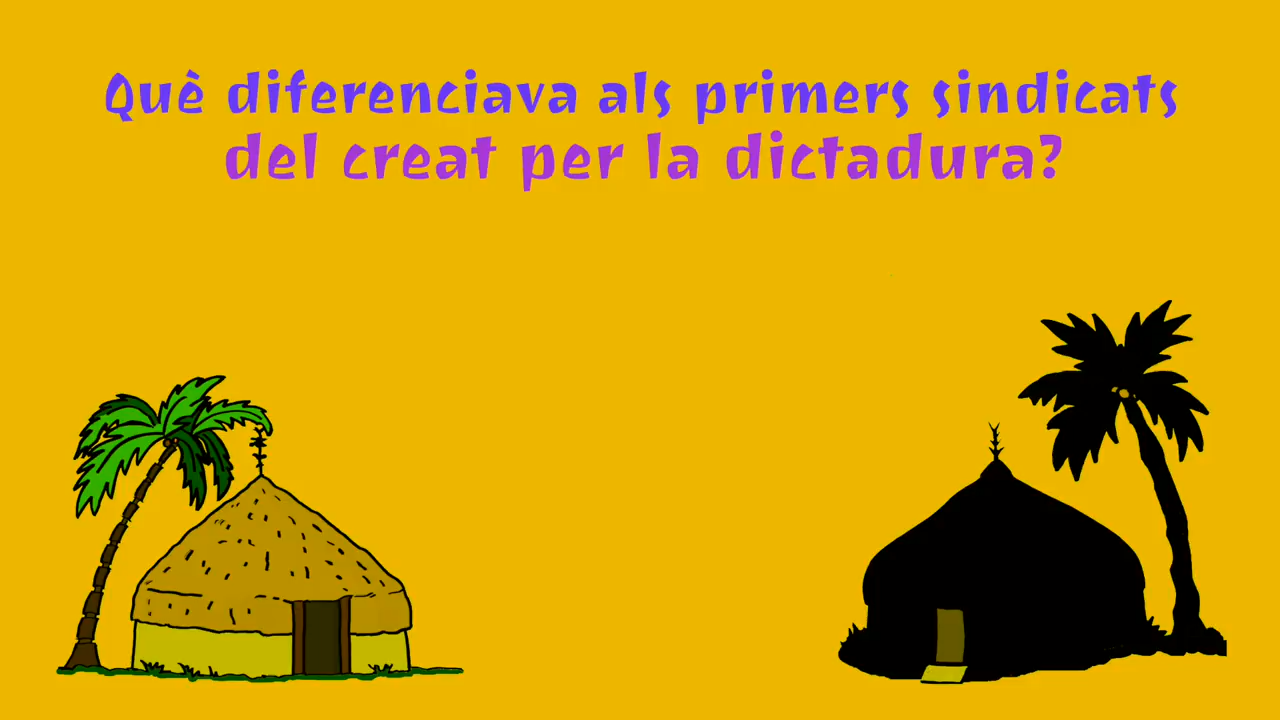 Què diferenciava als primers sindicats
del creat per la dictadura?